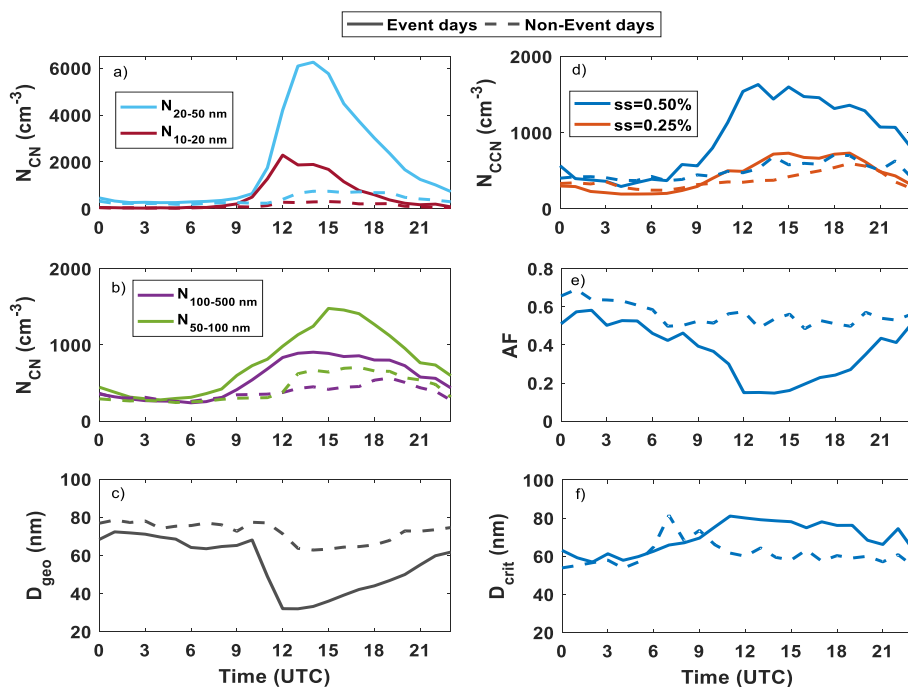 Event days Non-Event days
a)
N20-50 nm
N10-20 nm
NCN (cm-3)
6000
4000
2000
0
0 3 6 9 12 15 18 21
d)
ss=0.50%
ss=0.25%
NCCN (cm-3)
2000
1000
0
0 3 6 9 12 15 18 21
b)
N100-500 nm
N50-100 nm
NCN (cm-3)
2000
1000
0
0 3 6 9 12 15 18 21
e)
AF
0.8
0.6
0.4
0.2
0
0 3 6 9 12 15 18 21
c)
Dgeo (nm)
100
80
60
40
20
0 3 6 9 12 15 18 21
Time (UTC)
f)
Dcrit (nm)
100
80
60
40
20
0 3 6 9 12 15 18 21
Time (UTC)